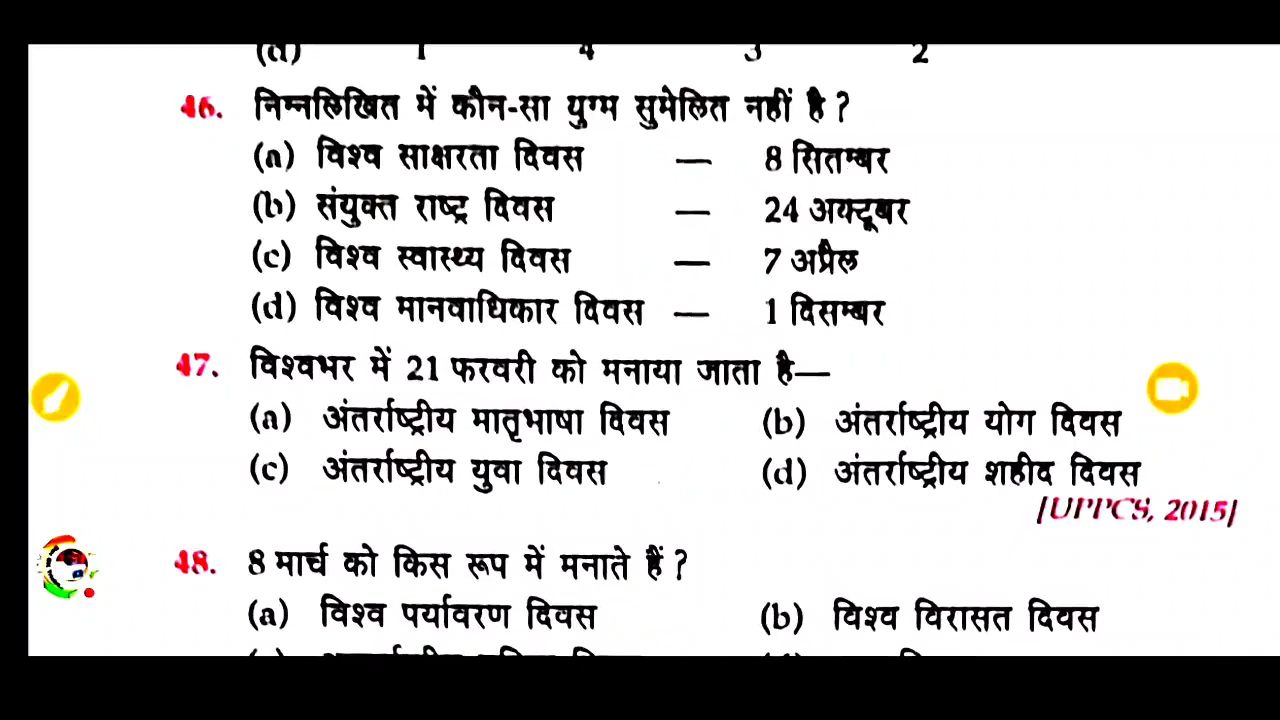 (d) 1 4 3 2
46. निम्नलिखित में कौन-सा युग्म सुमेलित नहीं है ?
(a) विश्व साक्षरता दिवस — 8 सितम्बर
(b) संयुक्त राष्ट्र दिवस — 24 अक्टूबर
(c) विश्व स्वास्थ्य दिवस — 7 अप्रैल
(d) विश्व मानवाधिकार दिवस — 1 दिसम्बर
47. विश्वभर में 21 फरवरी को मनाया जाता है—
(a) अंतर्राष्ट्रीय मातृभाषा दिवस (b) अंतर्राष्ट्रीय योग दिवस
(c) अंतर्राष्ट्रीय युवा दिवस (d) अंतर्राष्ट्रीय शहीद दिवस
[UPPCS, 2015]
48. 8 मार्च को किस रूप में मनाते हैं ?
(a) विश्व पर्यावरण दिवस (b) विश्व विरासत दिवस